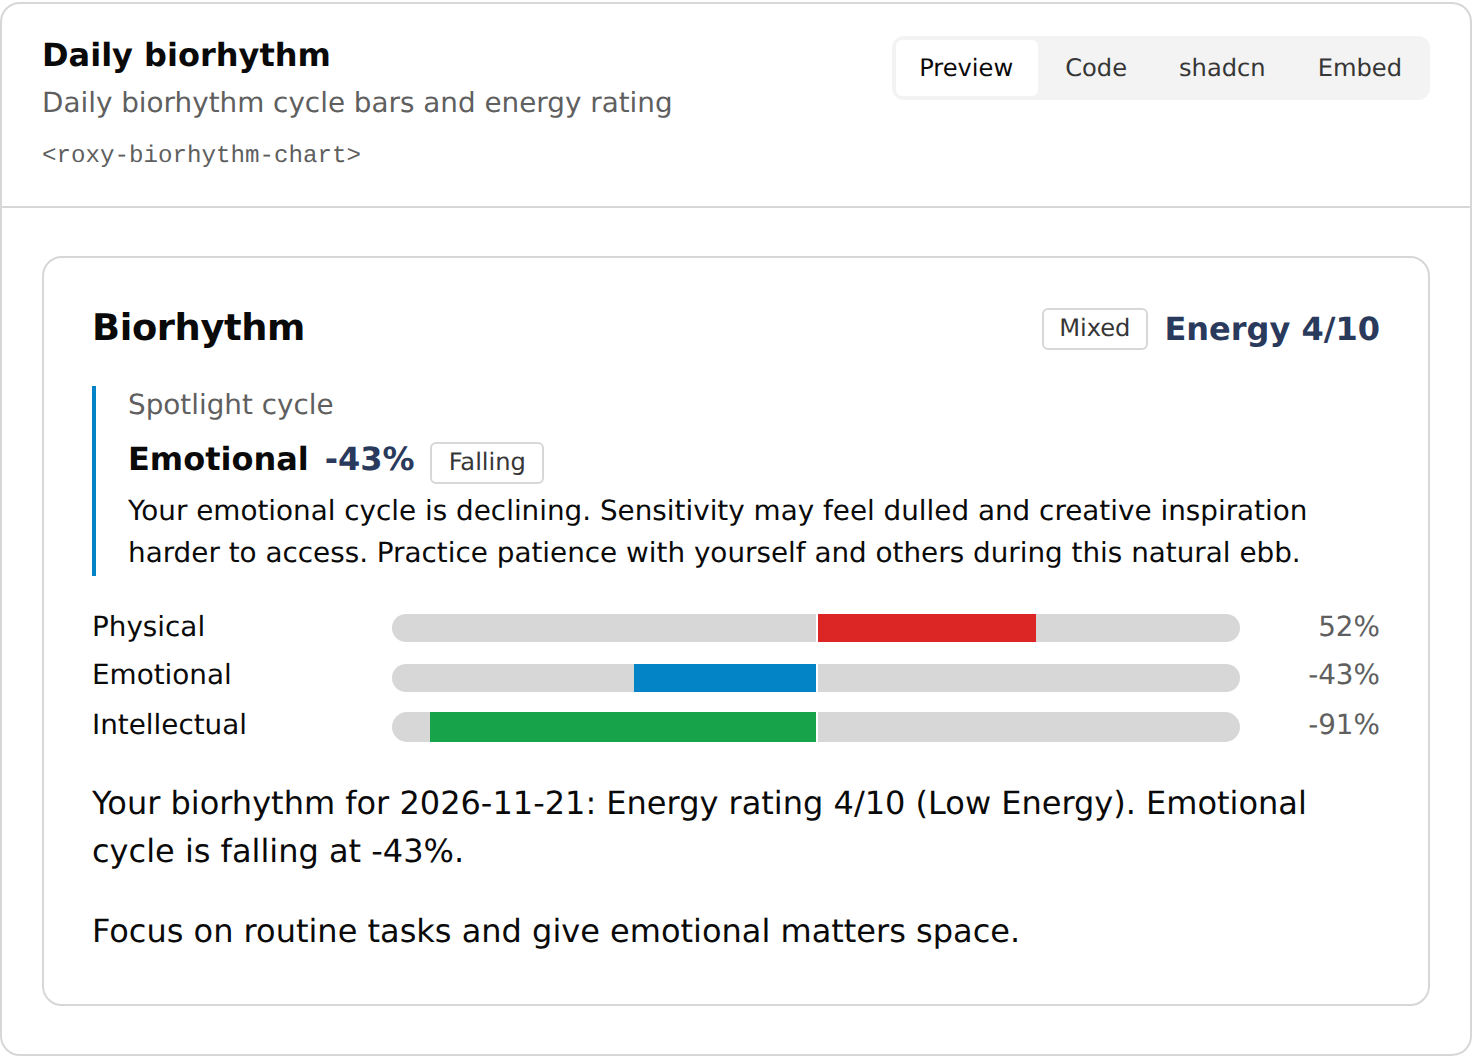 Daily biorhythm
Daily biorhythm cycle bars and energy rating
<roxy-biorhythm-chart>
Preview Code shadcn Embed
Biorhythm
Mixed Energy 4/10
Spotlight cycle
Emotional -43% Falling
Your emotional cycle is declining. Sensitivity may feel dulled and creative inspiration
harder to access. Practice patience with yourself and others during this natural ebb.
Physical 52%
Emotional -43%
Intellectual -91%
Your biorhythm for 2026-11-21: Energy rating 4/10 (Low Energy). Emotional
cycle is falling at -43%.
Focus on routine tasks and give emotional matters space.